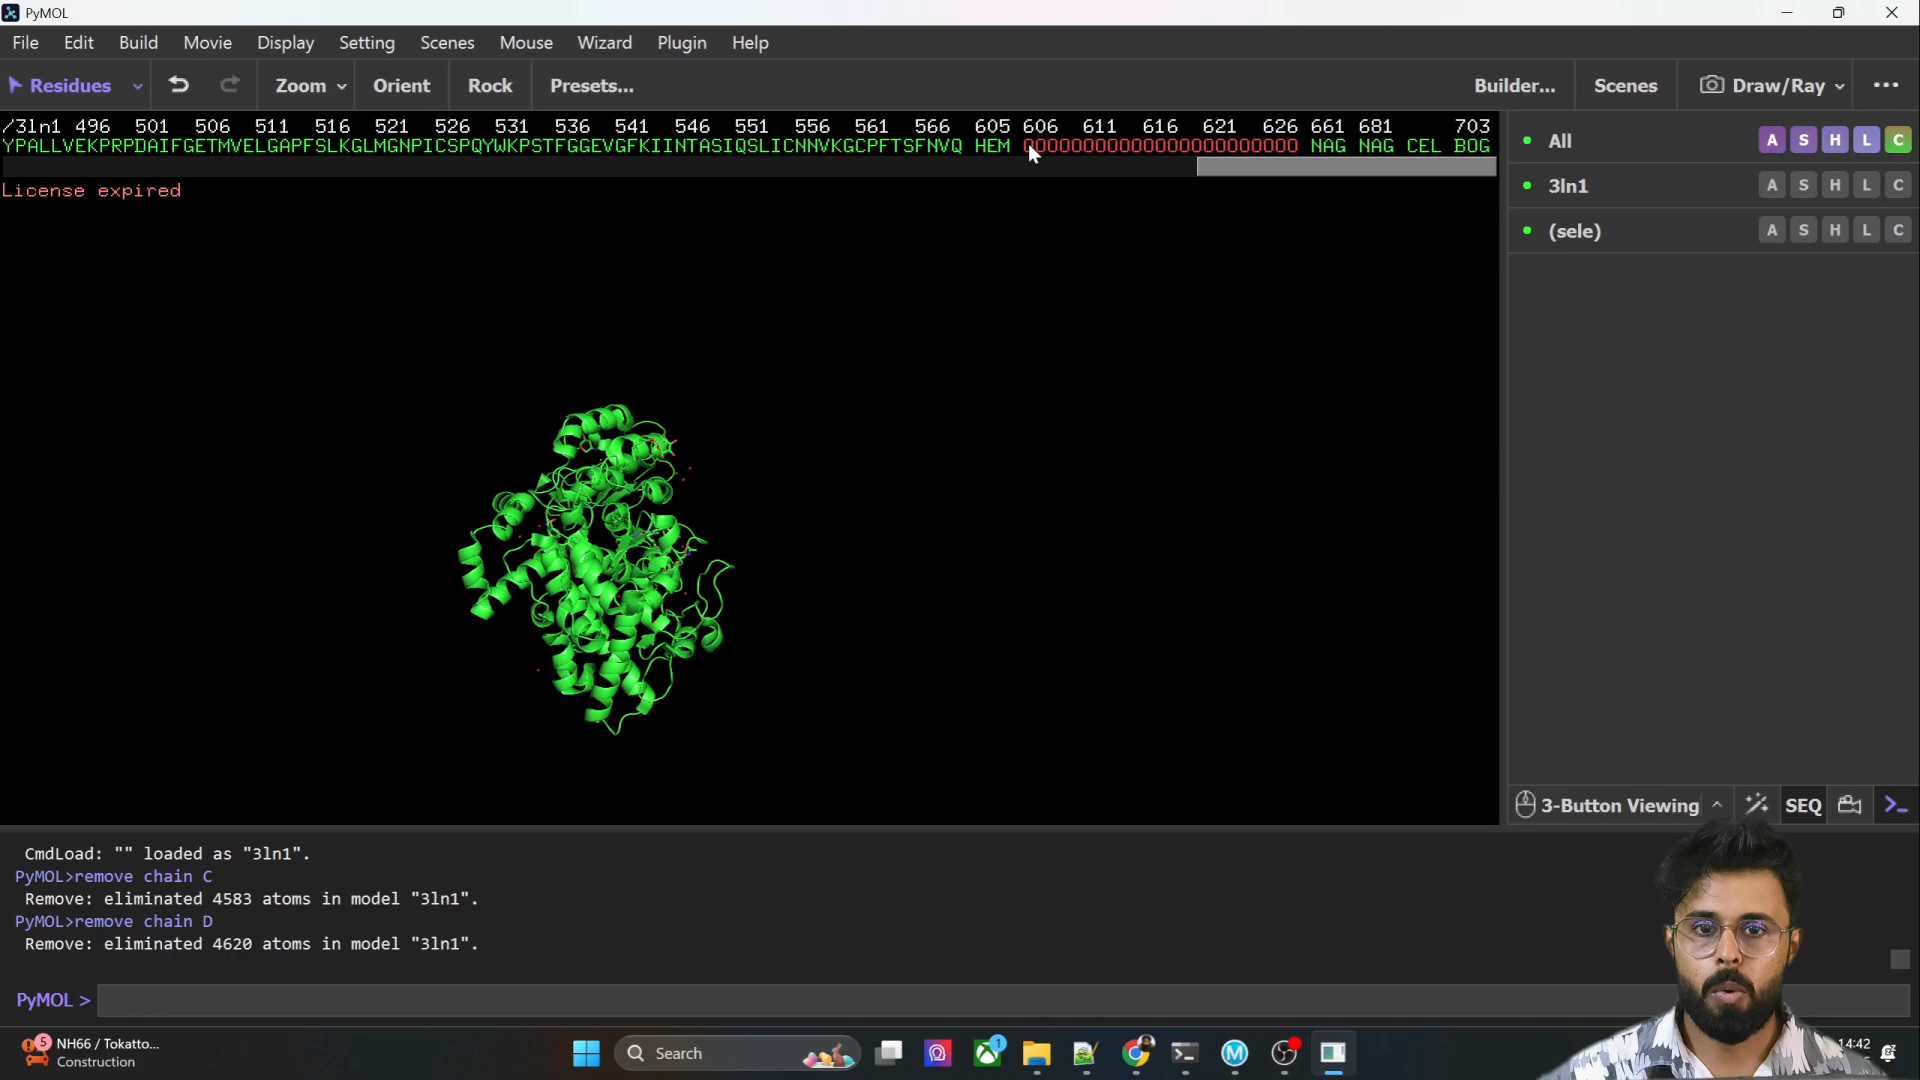 PyMOL
File Edit Build Movie Display Setting Scenes Mouse Wizard Plugin Help
Residues Zoom Orient Rock Presets... Builder... Scenes Draw/Ray
/3ln1 496 501 506 511 516 521 526 531 536 541 546 551 556 561 566 605 606 611 616 621 626 661 681 703
YPALLVEKPRPDAIFGETMVELGAPFSLKGLMGNPICSPQYWKPSTFGGEVGFKIINTASIQSLICNNVKGCPFTSFNVQ HEM OOOOOOOOOOOOOOOOOOOOOOO NAG NAG CEL BOG
License expired
All A S H L C
3ln1 A S H L C
(sele) A S H L C
3-Button Viewing SEQ
CmdLoad: "" loaded as "3ln1".
PyMOL>remove chain C
Remove: eliminated 4583 atoms in model "3ln1".
PyMOL>remove chain D
Remove: eliminated 4620 atoms in model "3ln1".
PyMOL >
5
NH66 / Tokatto...
Construction
Search
1
14:42